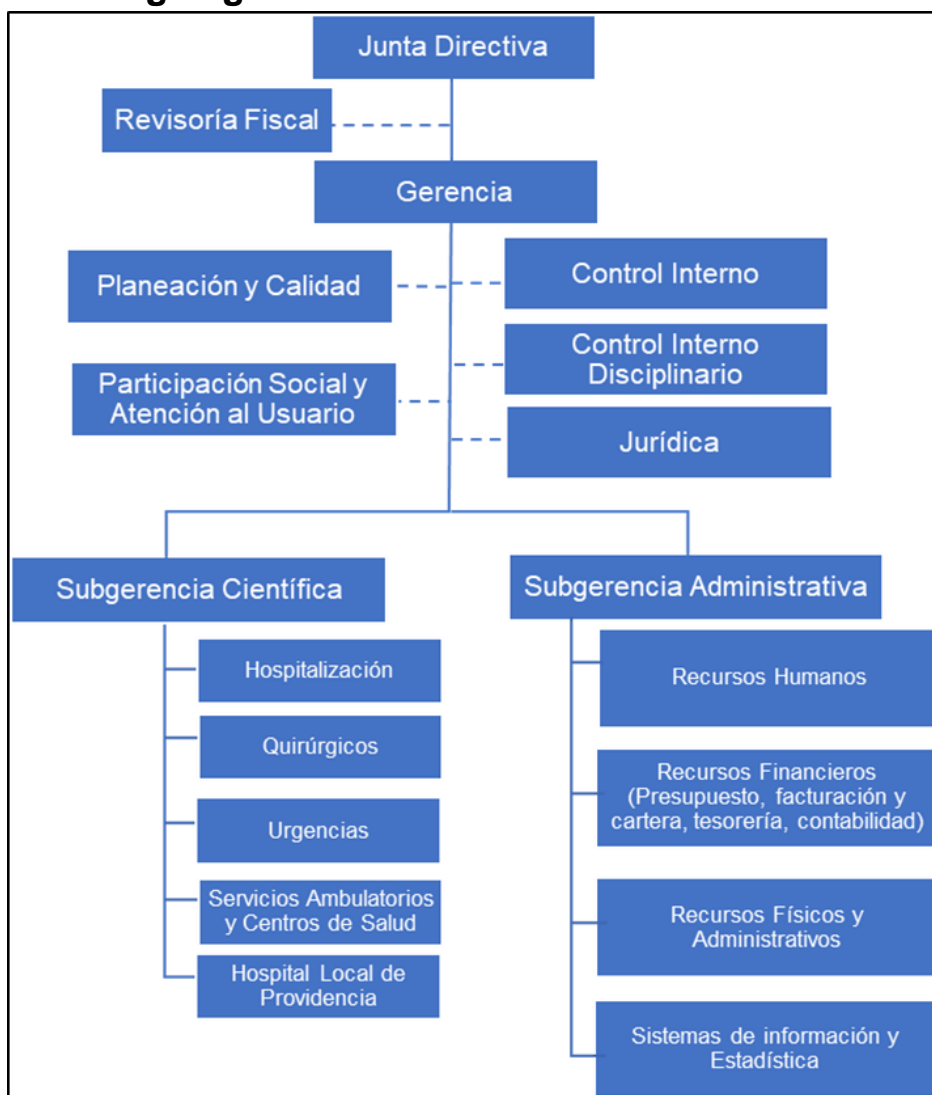 Junta Directiva
Revisoría Fiscal
Gerencia
Planeación y Calidad
Control Interno
Control Interno
Disciplinario
Participación Social y
Atención al Usuario
Jurídica
Subgerencia Científica
Hospitalización
Quirúrgicos
Urgencias
Servicios Ambulatorios
y Centros de Salud
Hospital Local de
Providencia
Subgerencia Administrativa
Recursos Humanos
Recursos Financieros
(Presupuesto, facturación y
cartera, tesorería, contabilidad)
Recursos Físicos y
Administrativos
Sistemas de información y
Estadística